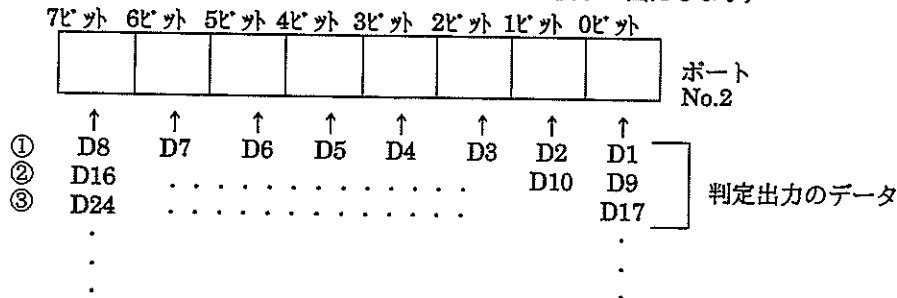 7ビット 6ビット 5ビット 4ビット 3ビット 2ビット 1ビット 0ビット
ポート
No.2
↑ ↑ ↑ ↑ ↑ ↑ ↑ ↑
① D8 D7 D6 D5 D4 D3 D2 D1
② D16 . . . . . . . . . . . . . D10 D9
③ D24 . . . . . . . . . . . . . D17
判定出力のデータ
. .
. .
. .